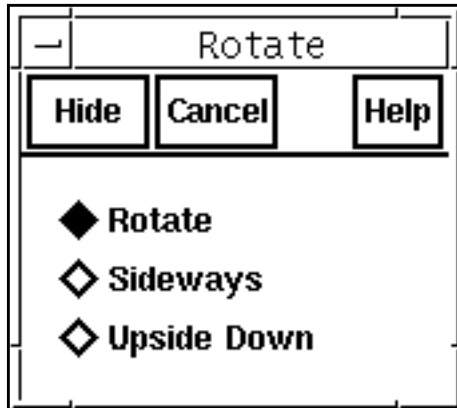 Rotate
Hide Cancel Help
Rotate
Sideways
Upside Down